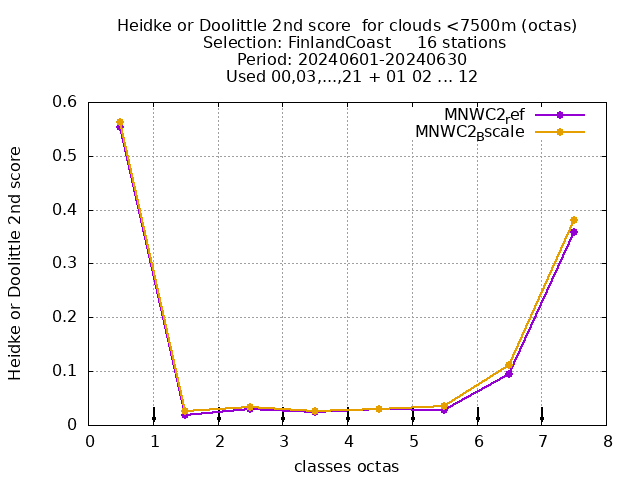 Heidke or Doolittle 2nd score  for clouds <7500m (octas)
Selection: FinlandCoast     16 stations
Period: 20240601-20240630
Used 00,03,...,21 + 01 02 ... 12
MNWC2_ref
MNWC2_Bscale
Heidke or Doolittle 2nd score
0.6
0.5
0.4
0.3
0.2
0.1
0
0 1 2 3 4 5 6 7 8
classes octas